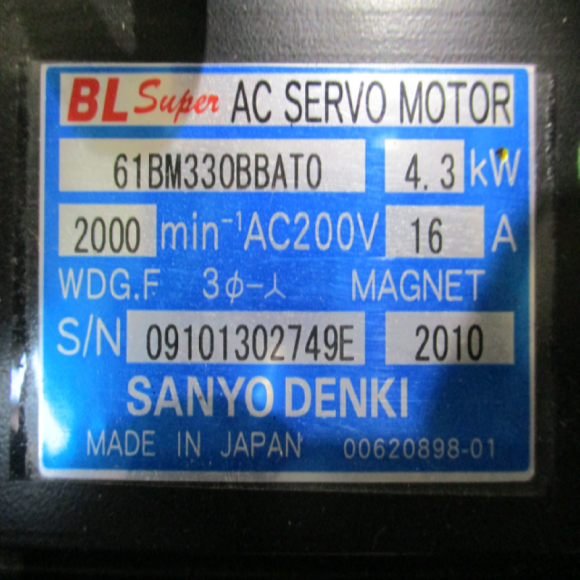 BL Super AC SERVO MOTOR
61BM330BBAT0 4.3 kW
2000 min⁻¹ AC200V 16 A
WDG.F 3φ-⅄ MAGNET
S/N 09101302749E 2010
SANYO DENKI
MADE IN JAPAN 00620898-01